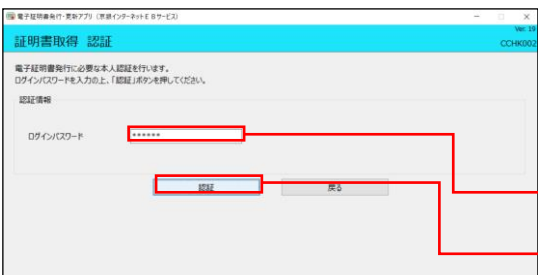 電子証明書発行・更新アプリ（京銀インターネットＥＢサービス）
Ver. 19
証明書取得 認証
CCHK002
電子証明書発行に必要な本人認証を行います。
ログインパスワードを入力の上、「認証」ボタンを押してください。
認証情報
ログインパスワード
******
認証
戻る